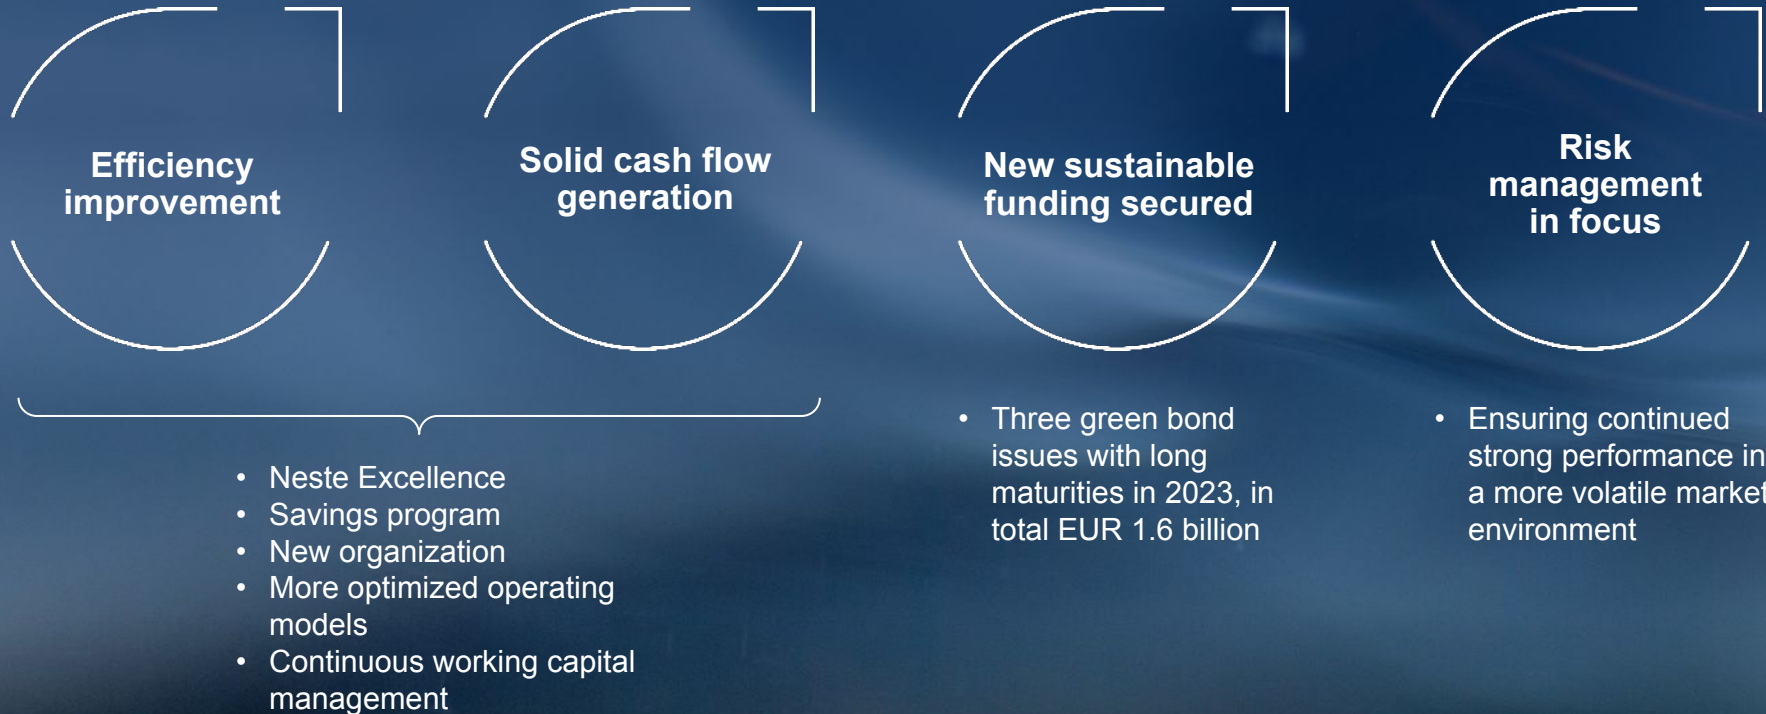 Efficiency
improvement
Solid cash flow
generation
New sustainable
funding secured
Risk
management
in focus
• Neste Excellence
• Savings program
• New organization
• More optimized operating
models
• Continuous working capital
management
• Three green bond
issues with long
maturities in 2023, in
total EUR 1.6 billion
• Ensuring continued
strong performance in
a more volatile market
environment